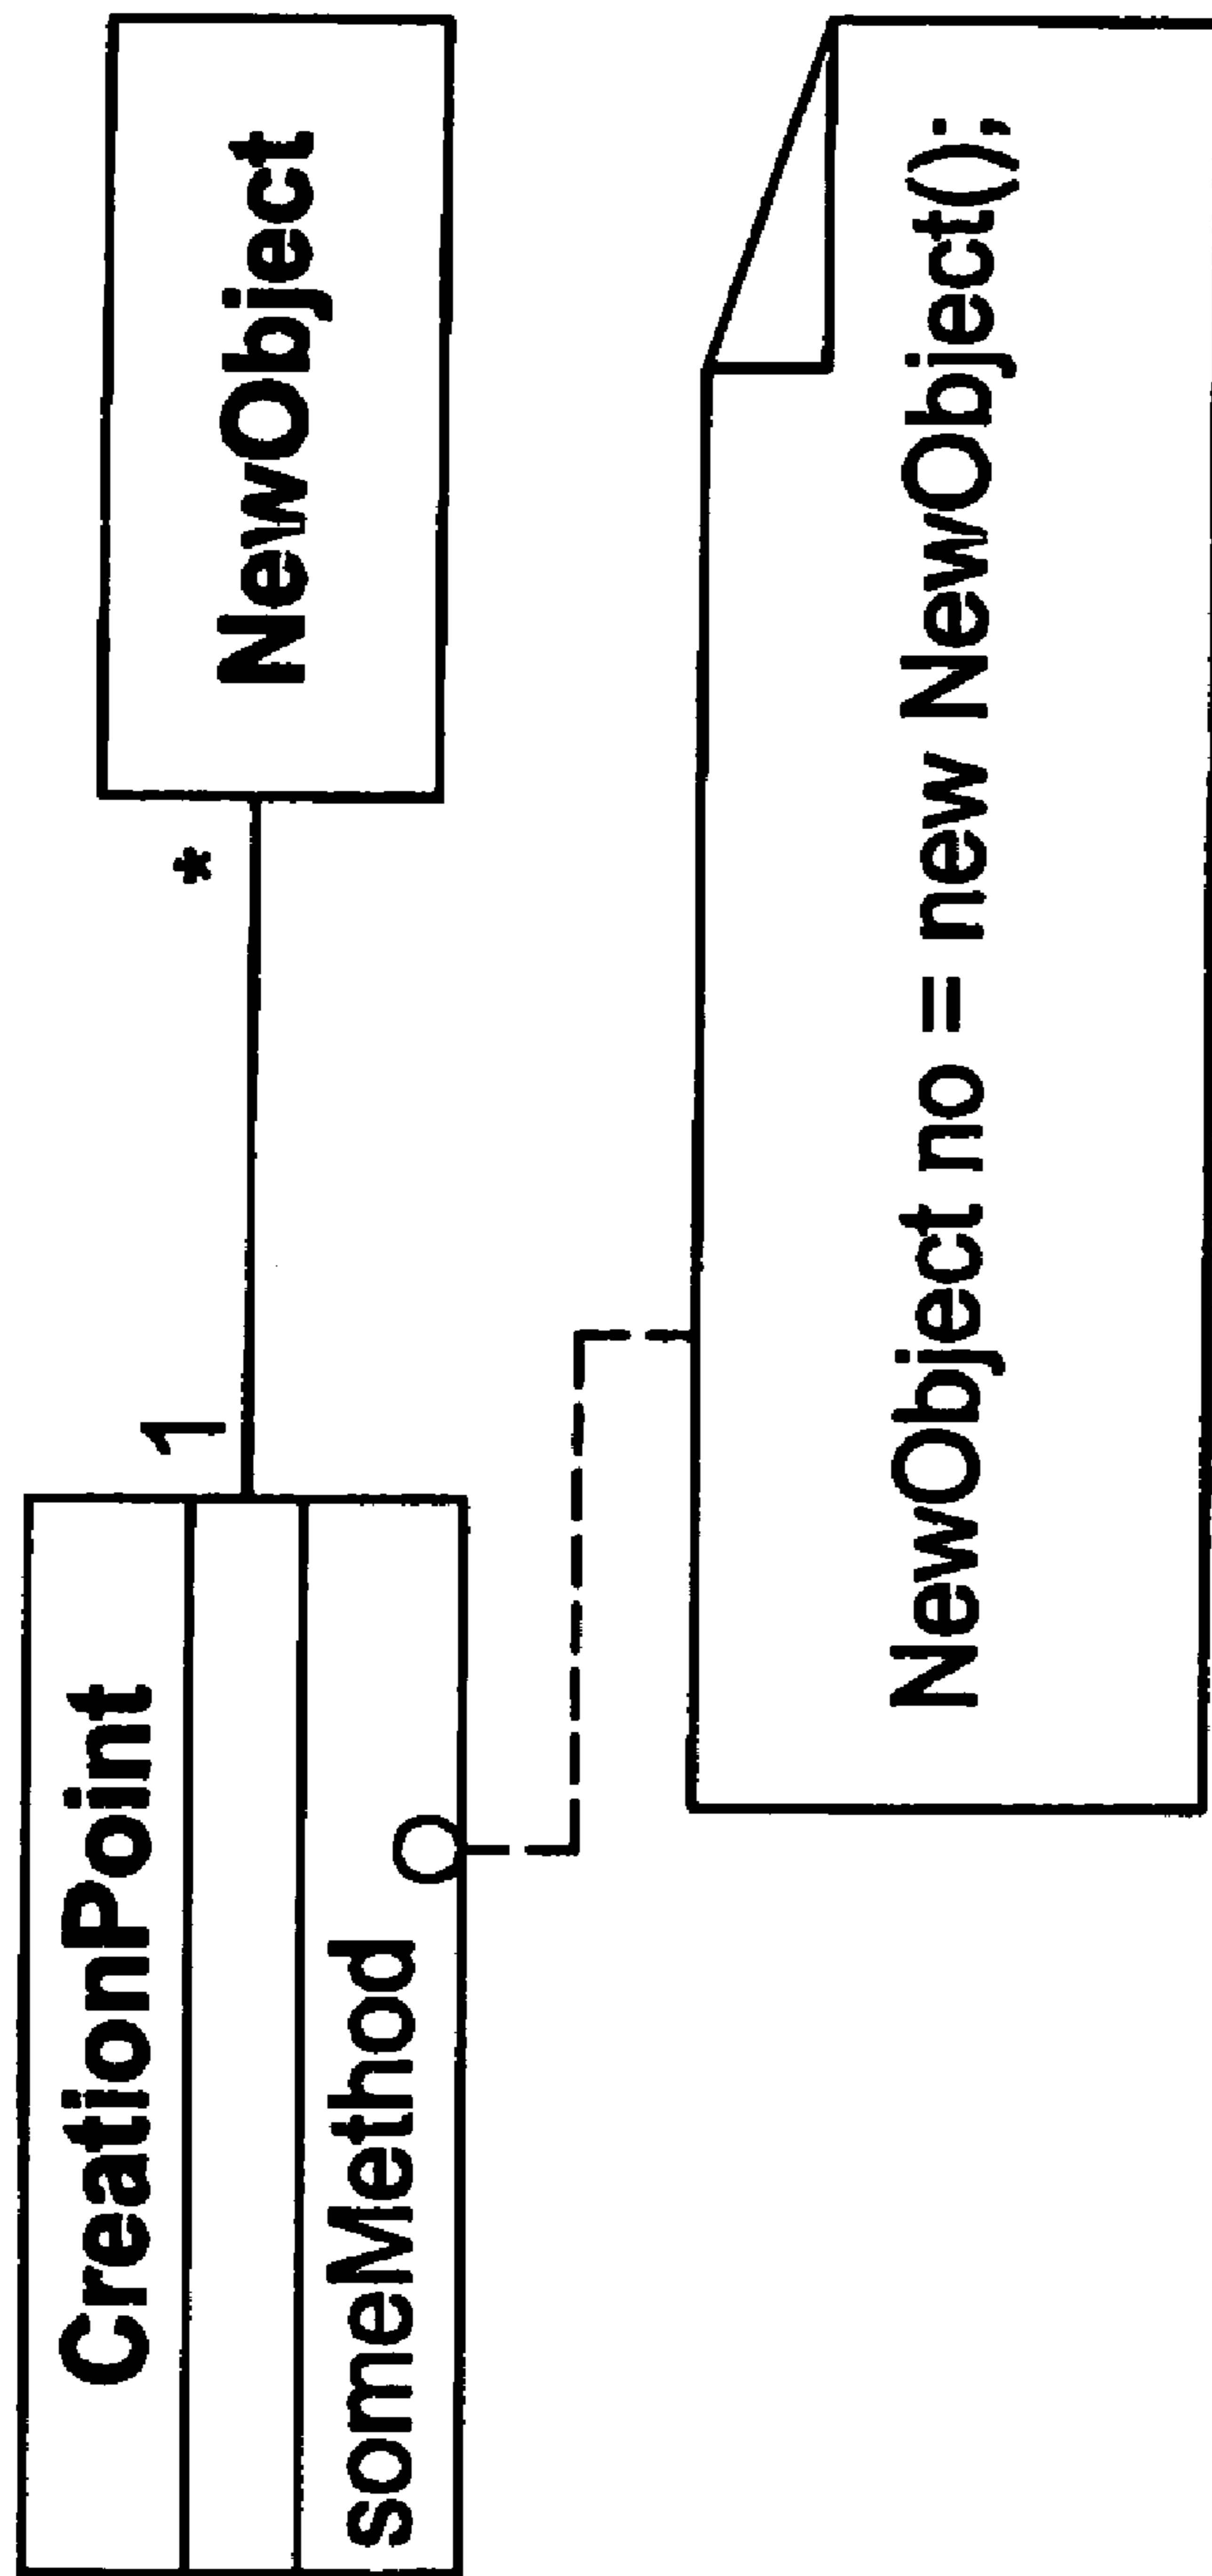 CreationPoint
someMethod
1
*
NewObject
NewObject no = new NewObject();